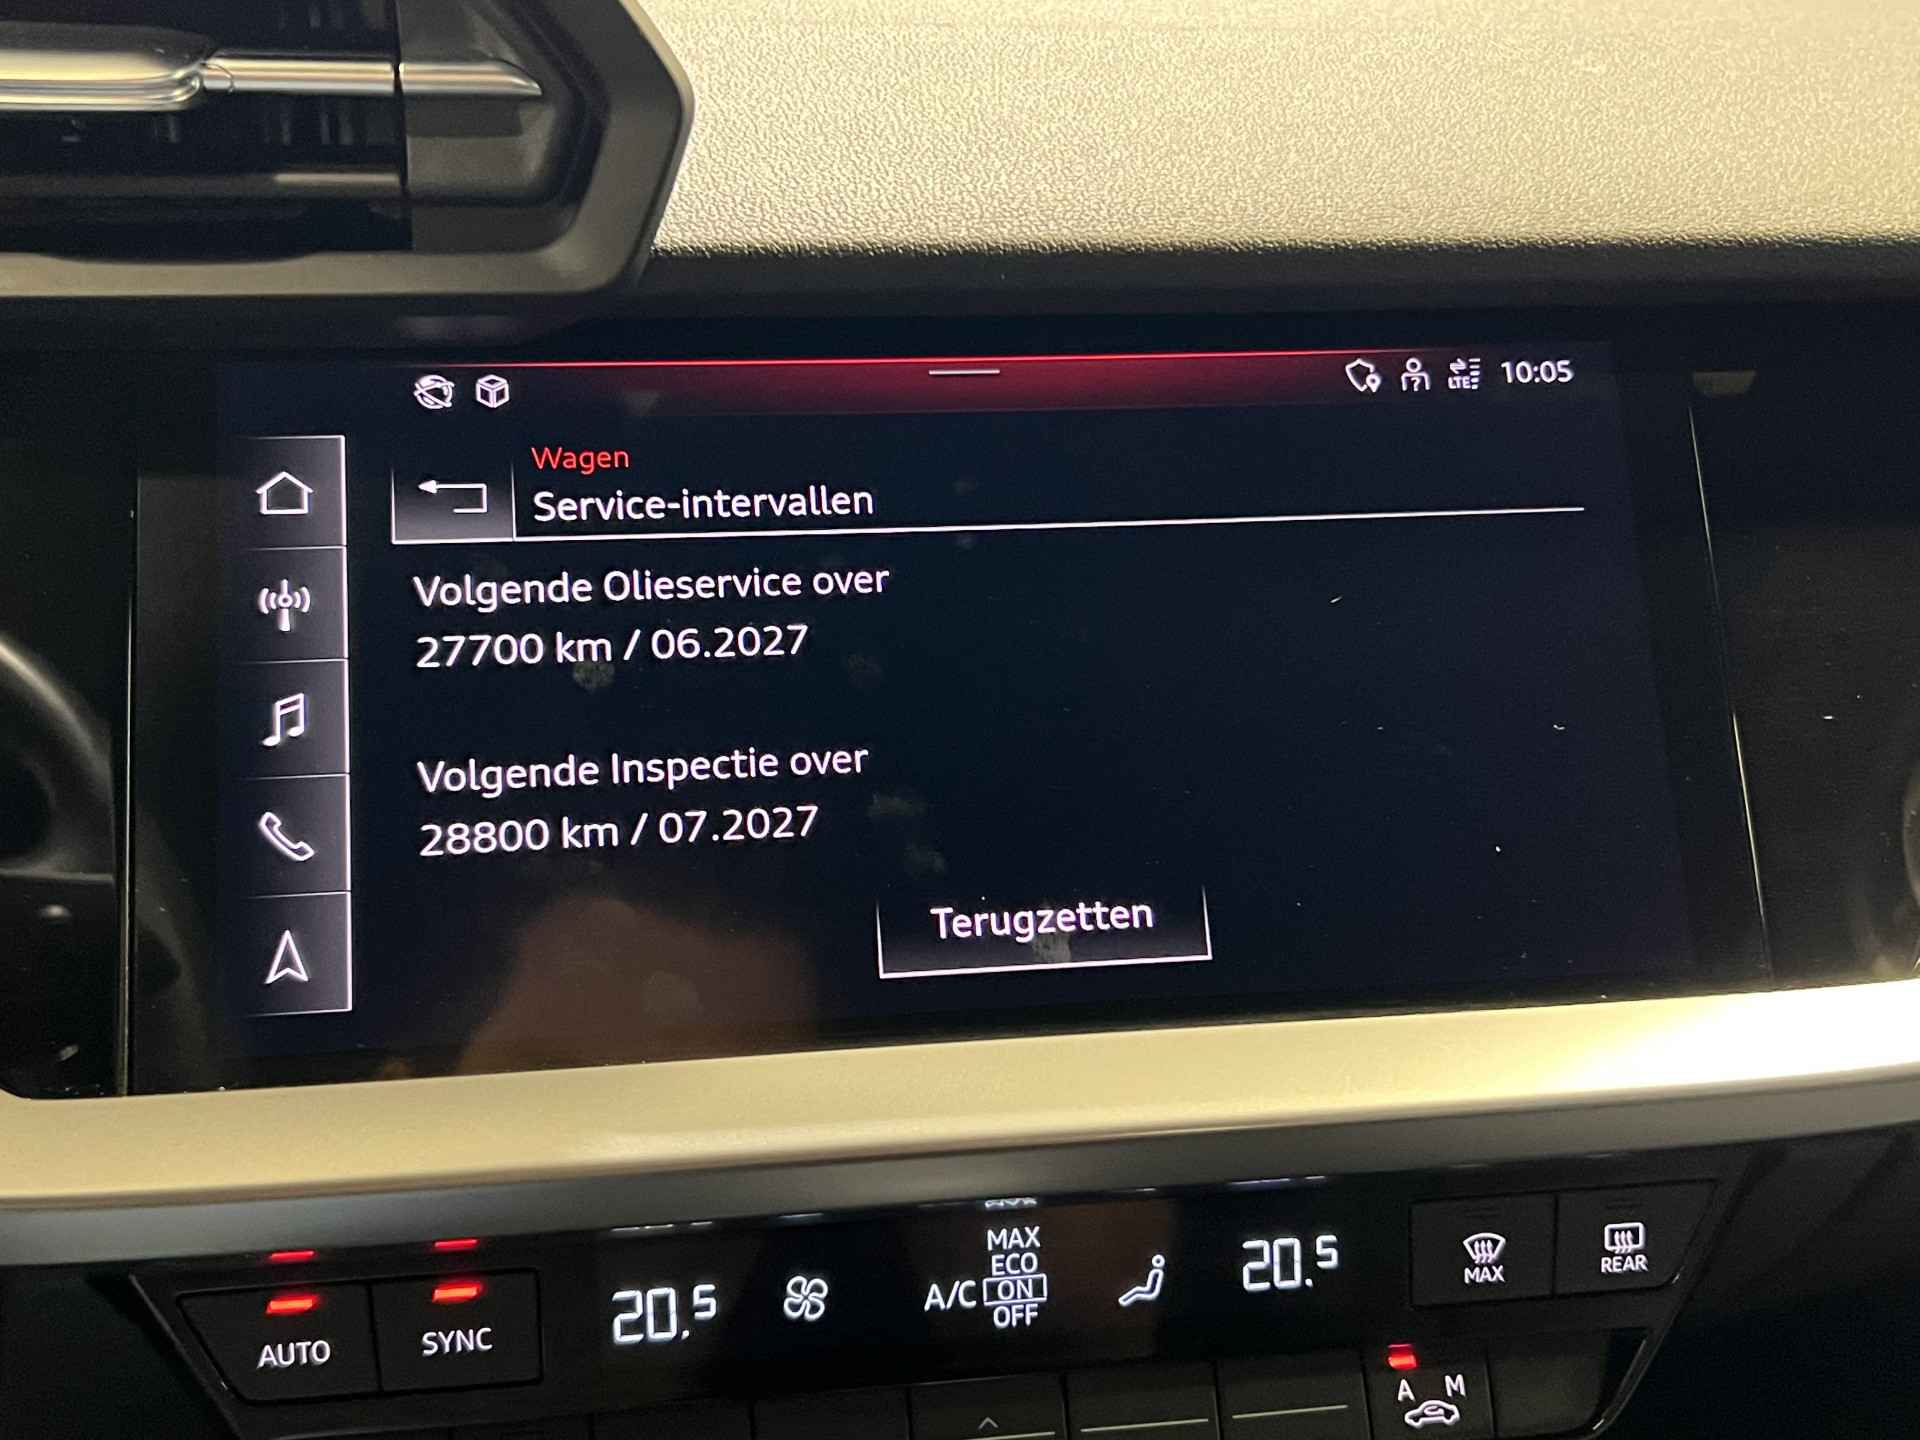 LTE 10:05
Wagen
Service-intervallen
Volgende Olieservice over
27700 km / 06.2027
Volgende Inspectie over
28800 km / 07.2027
Terugzetten
AUTO
SYNC
20.5
A/C
MAX
ECO
ON
OFF
20.5
MAX
REAR
A M